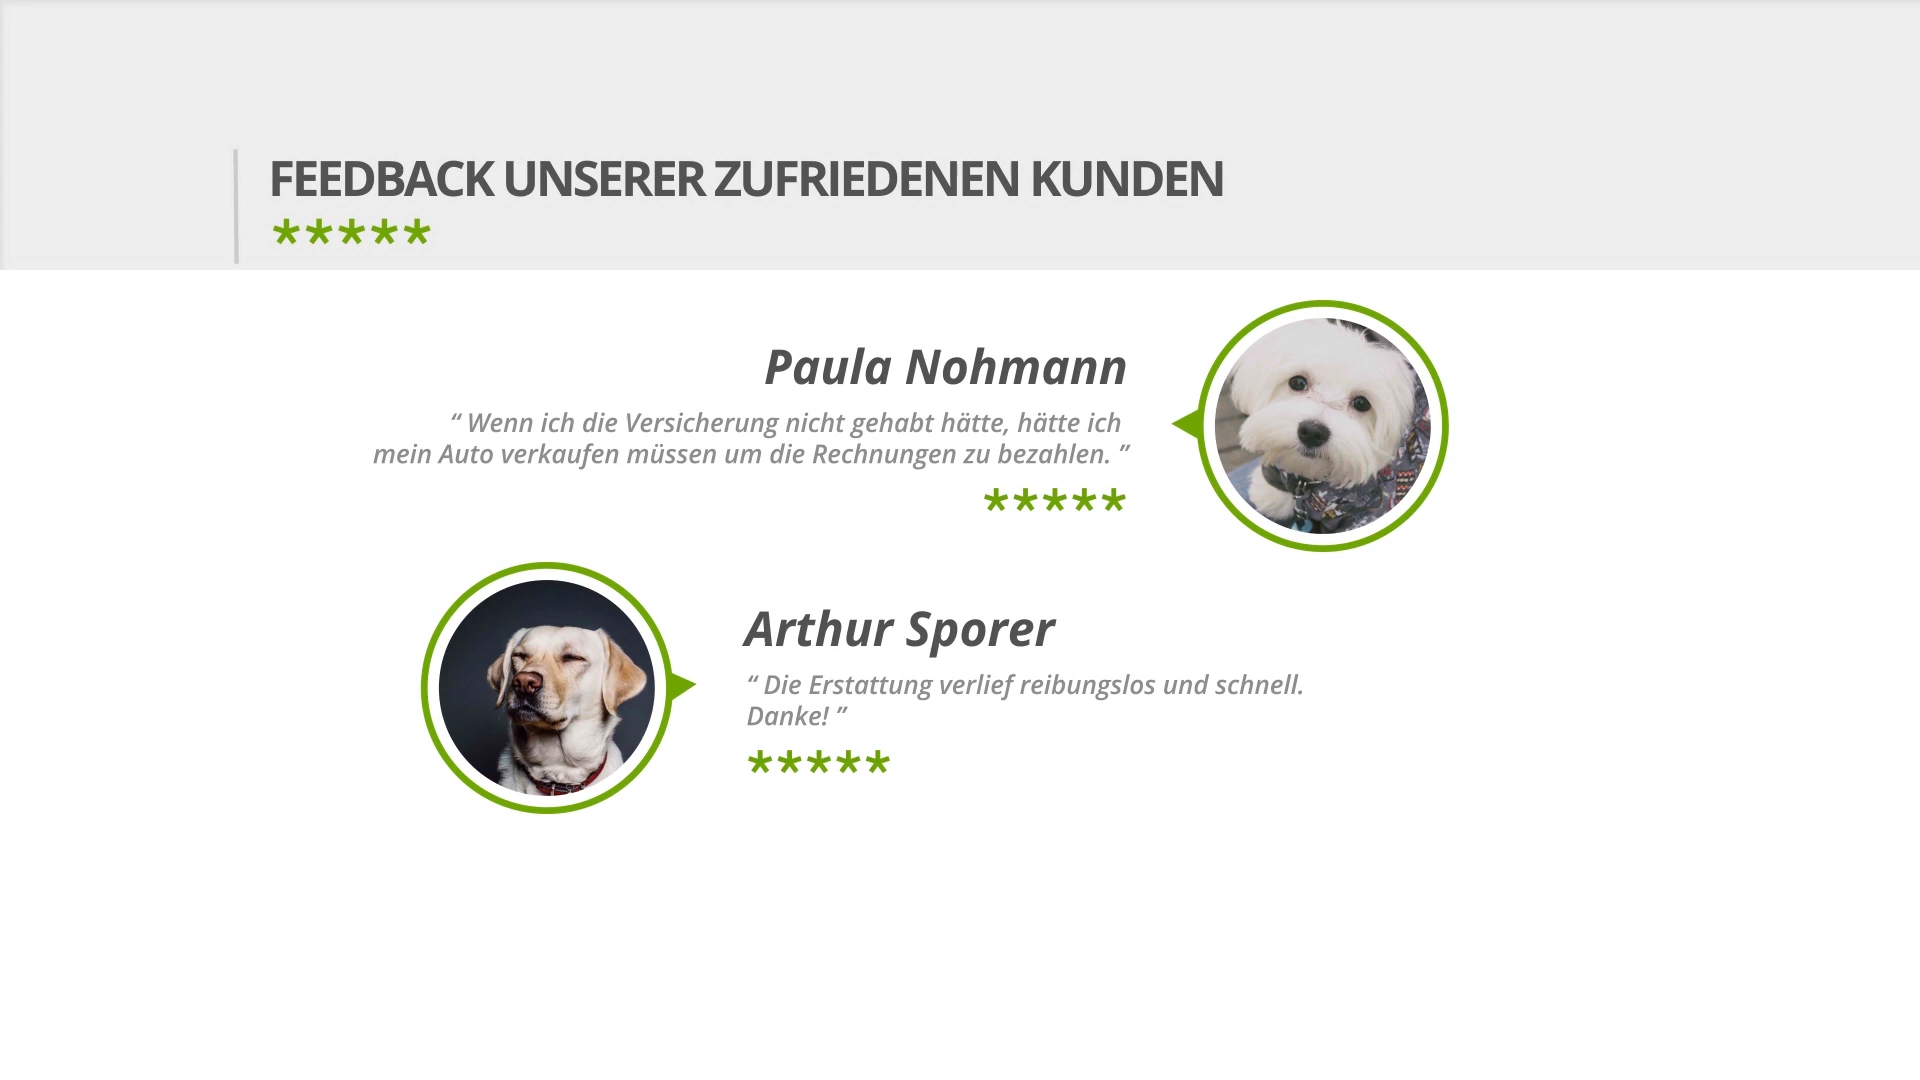 FEEDBACK UNSERER ZUFRIEDENEN KUNDEN
*****
Paula Nohmann
“ Wenn ich die Versicherung nicht gehabt hätte, hätte ich
mein Auto verkaufen müssen um die Rechnungen zu bezahlen. ”
*****
Arthur Sporer
“ Die Erstattung verlief reibungslos und schnell.
Danke! ”
*****